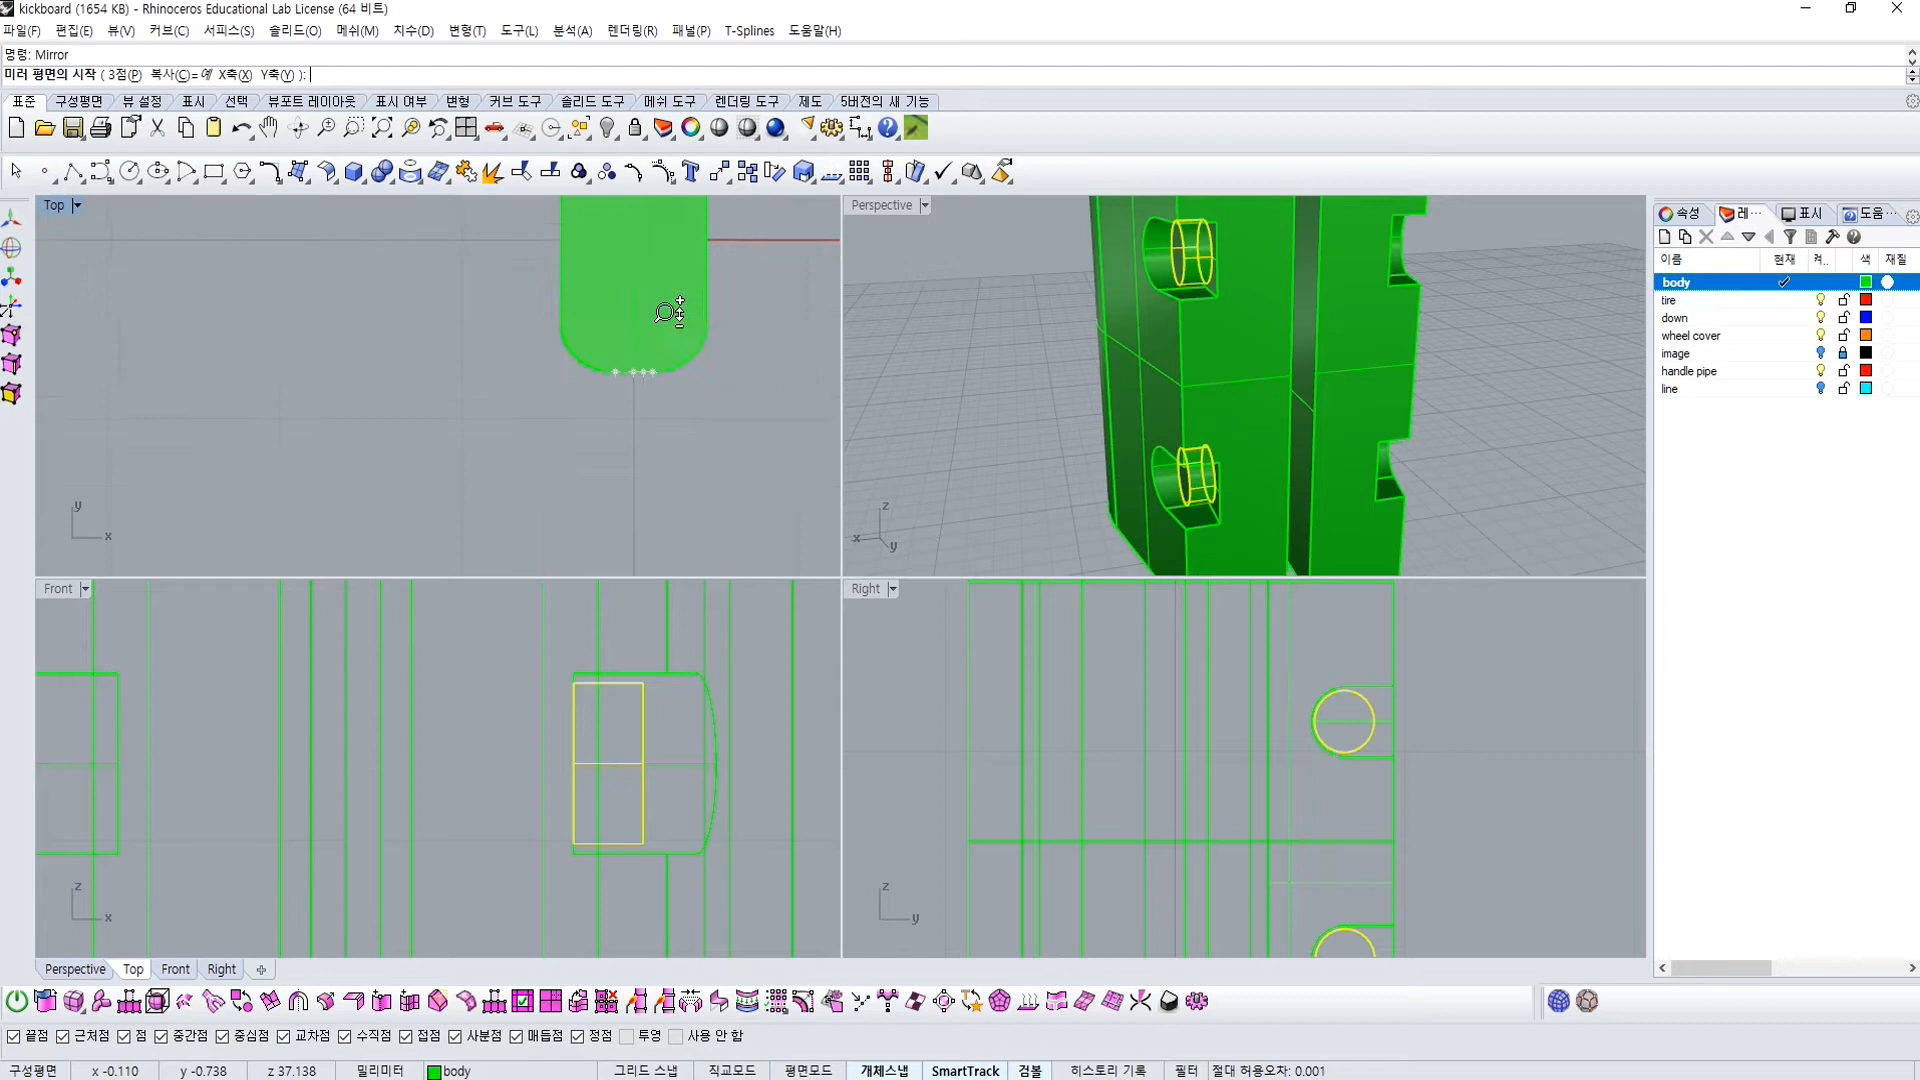 kickboard (1654 KB) - Rhinoceros Educational Lab License (64 비트)
파일(F) 편집(E) 뷰(V) 커브(C) 서피스(S) 솔리드(O) 메쉬(M) 치수(D) 변형(T) 도구(L) 분석(A) 렌더링(R) 패널(P) T-Splines 도움말(H)
명령: Mirror
미러 평면의 시작 ( 3점(P) 복사(C)=예 X축(X) Y축(Y) ):
표준 구성평면 뷰 설정 표시 선택 뷰포트 레이아웃 표시 여부 변형 커브 도구 솔리드 도구 메쉬 도구 렌더링 도구 제도 5버전의 새 기능
Top
Perspective
속성 레... 표시 도움...
이름 현재 켜.. 색 재질
body
tire
down
wheel cover
image
handle pipe
line
y
x
z
x
y
Front
Right
z
x
z
y
Perspective Top Front Right
끝점 근처점 점 중간점 중심점 교차점 수직점 접점 사분점 매듭점 정점 투영 사용 안 함
구성평면 x -0.110 y -0.738 z 37.138 밀리미터 body 그리드 스냅 직교모드 평면모드 개체스냅 SmartTrack 검볼 히스토리 기록 필터 절대 허용오차: 0.001